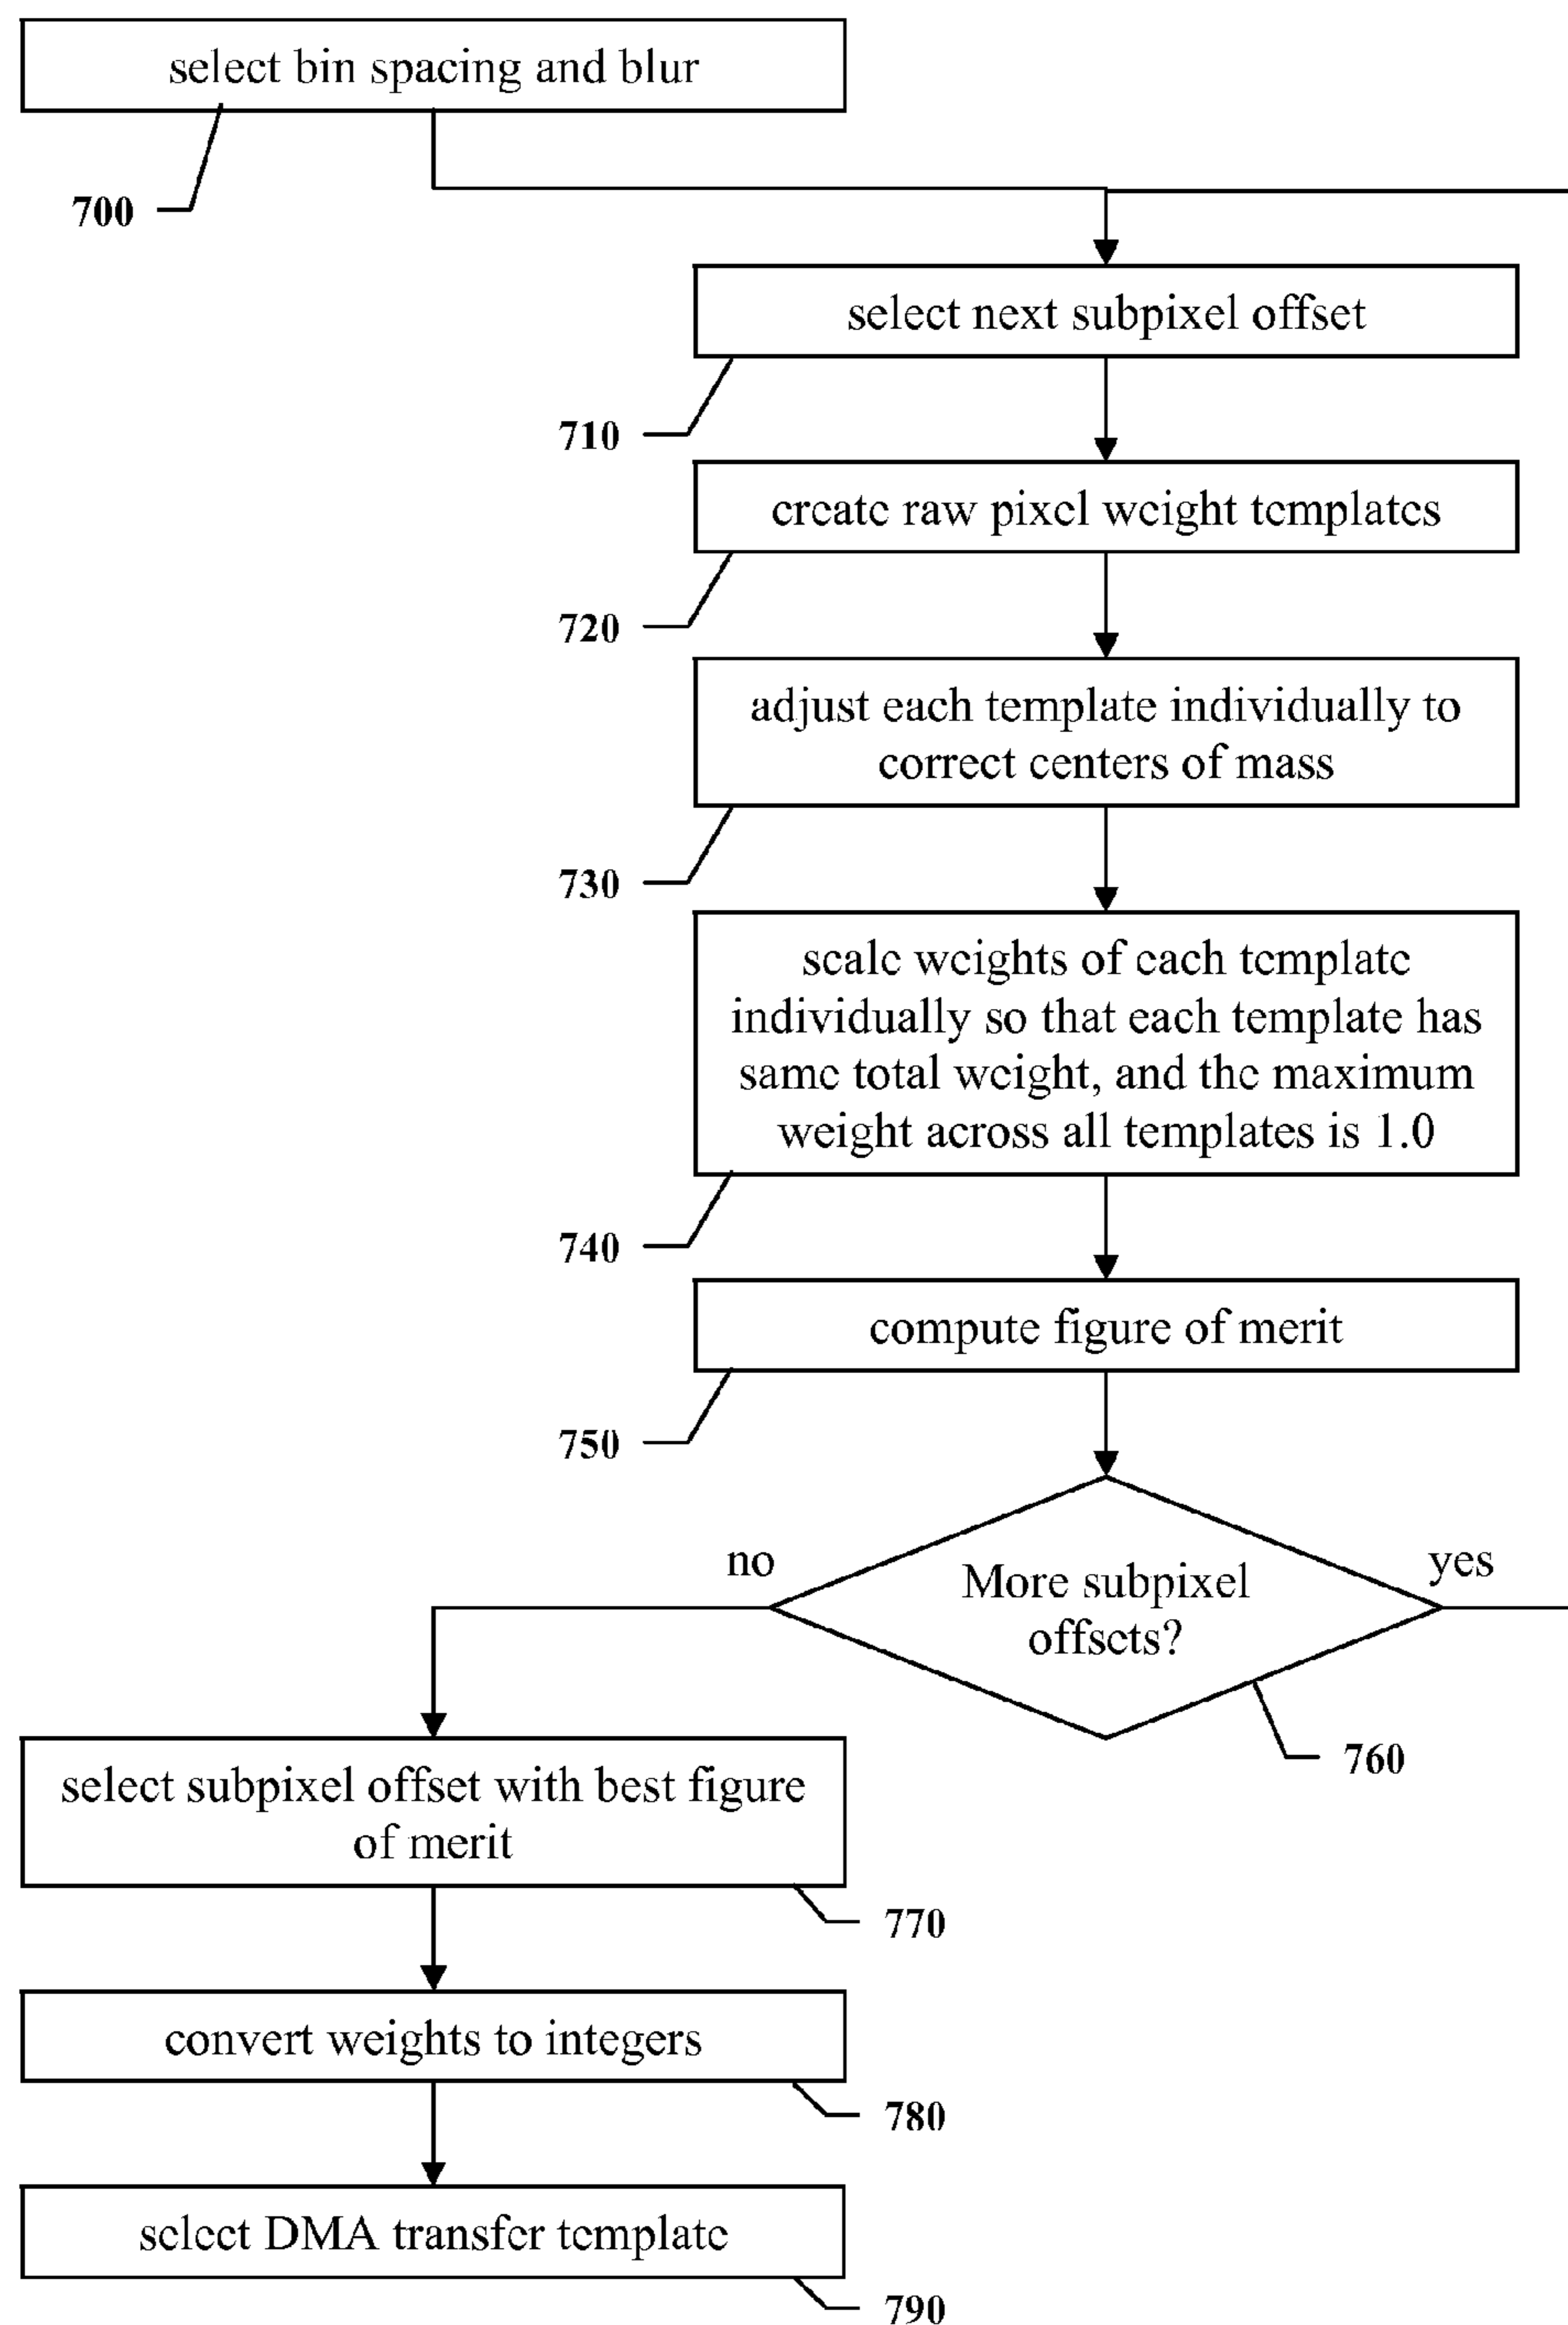 select bin spacing and blur
700
select next subpixel offset
710
create raw pixel weight templates
720
adjust each template individually to
correct centers of mass
730
scale weights of each template
individually so that each template has
same total weight, and the maximum
weight across all templates is 1.0
740
compute figure of merit
750
no
More subpixel
offsets?
yes
760
select subpixel offset with best figure
of merit
770
convert weights to integers
780
select DMA transfer template
790